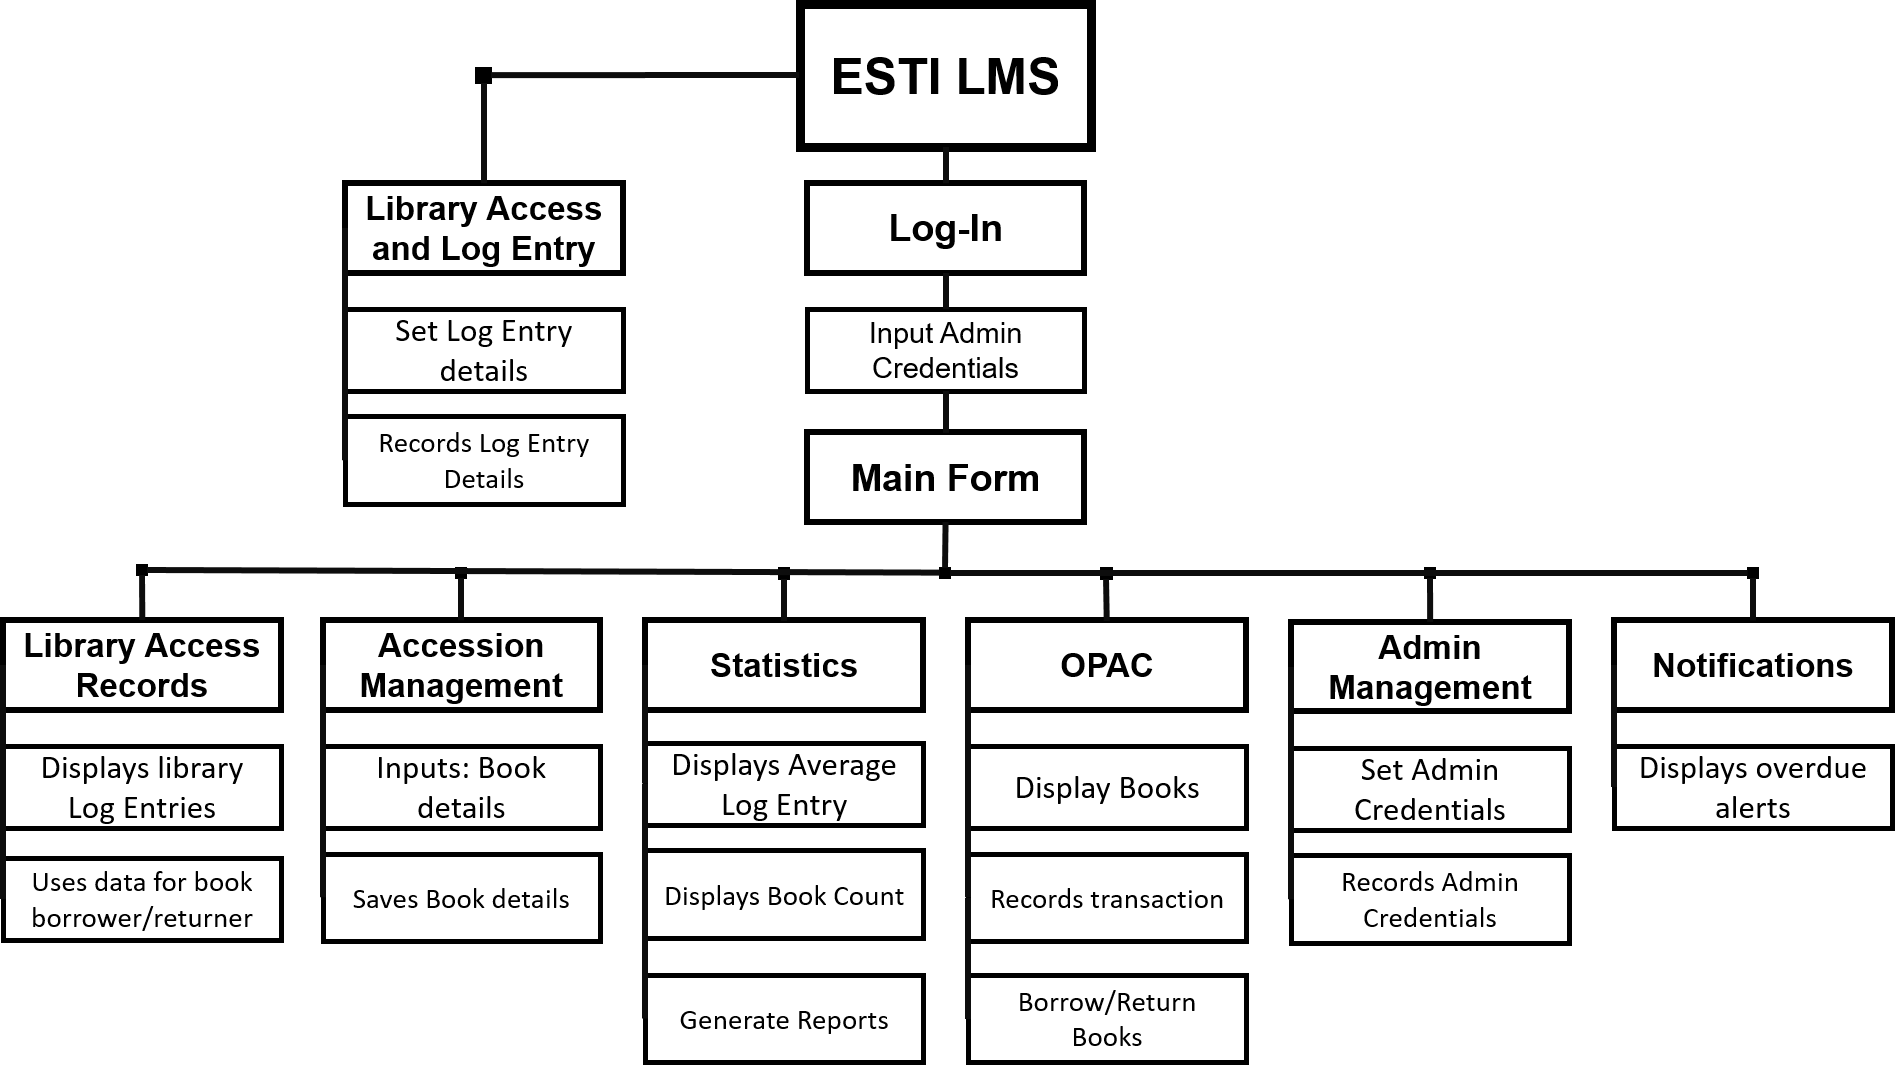 ESTI LMS
Library Access
and Log Entry
Set Log Entry
details
Records Log Entry
Details
Log-In
Input Admin
Credentials
Main Form
Library Access
Records
Displays library
Log Entries
Uses data for book
borrower/returner
Accession
Management
Inputs: Book
details
Saves Book details
Statistics
Displays Average
Log Entry
Displays Book Count
Generate Reports
OPAC
Display Books
Records transaction
Borrow/Return
Books
Admin
Management
Set Admin
Credentials
Records Admin
Credentials
Notifications
Displays overdue
alerts